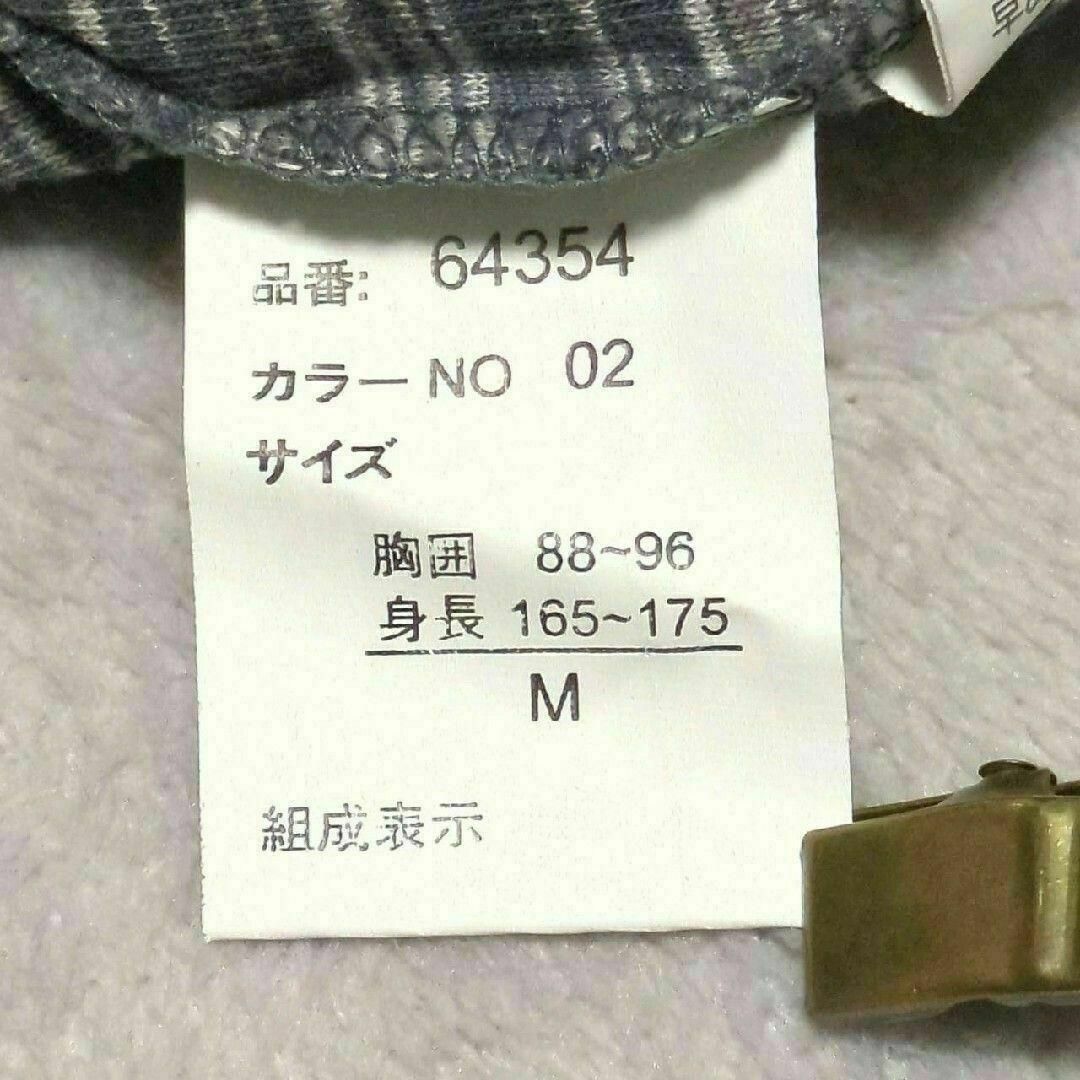 品番: 64354
カラー NO 02
サイズ
胸囲 88~96
身長 165~175
M
組成表示